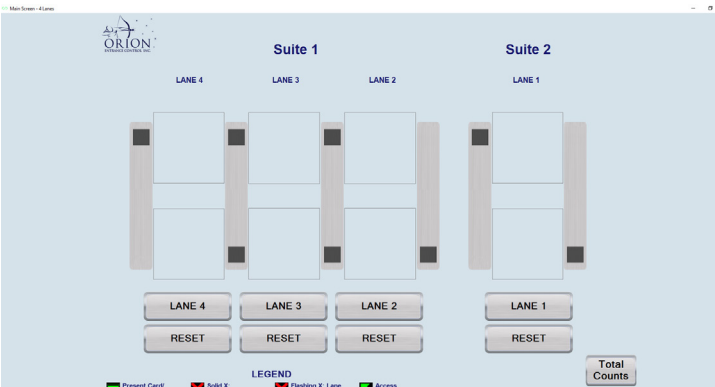 Main Screen - 4 Lanes
ORION
ENTRANCE CONTROL, INC.
Suite 1
Suite 2
LANE 4
LANE 3
LANE 2
LANE 1
LANE 4
LANE 3
LANE 2
LANE 1
RESET
RESET
RESET
RESET
Total
Counts
LEGEND
Present Card/
Solid X:
Flashing X: Lane
Access